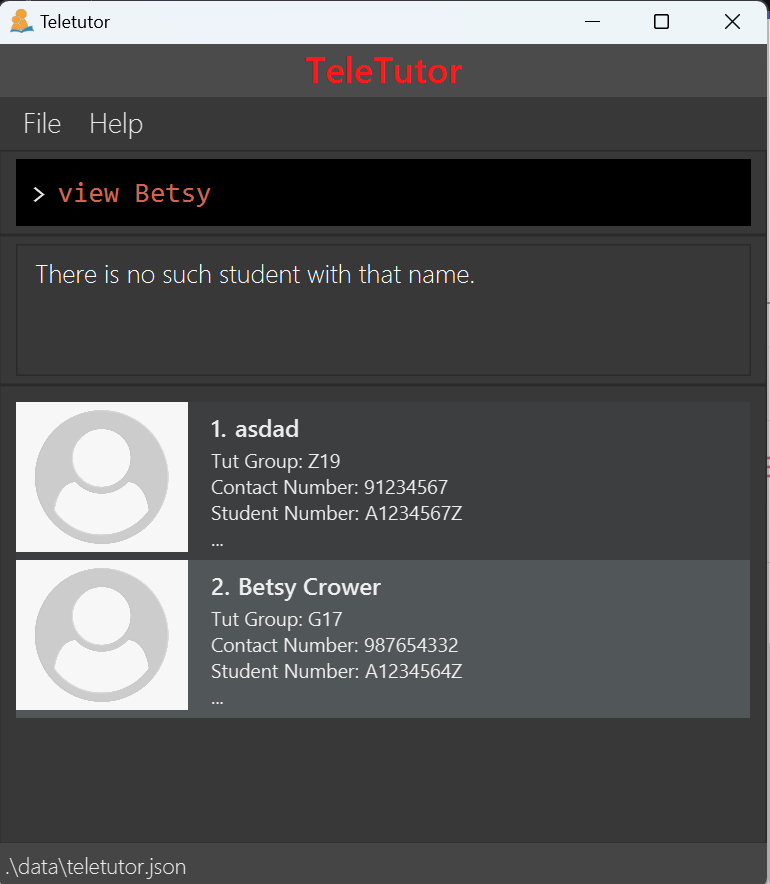 Teletutor
TeleTutor
File Help
> view Betsy
There is no such student with that name.
1. asdad
Tut Group: Z19
Contact Number: 91234567
Student Number: A1234567Z
...
2. Betsy Crower
Tut Group: G17
Contact Number: 987654332
Student Number: A1234564Z
...
.\data\teletutor.json